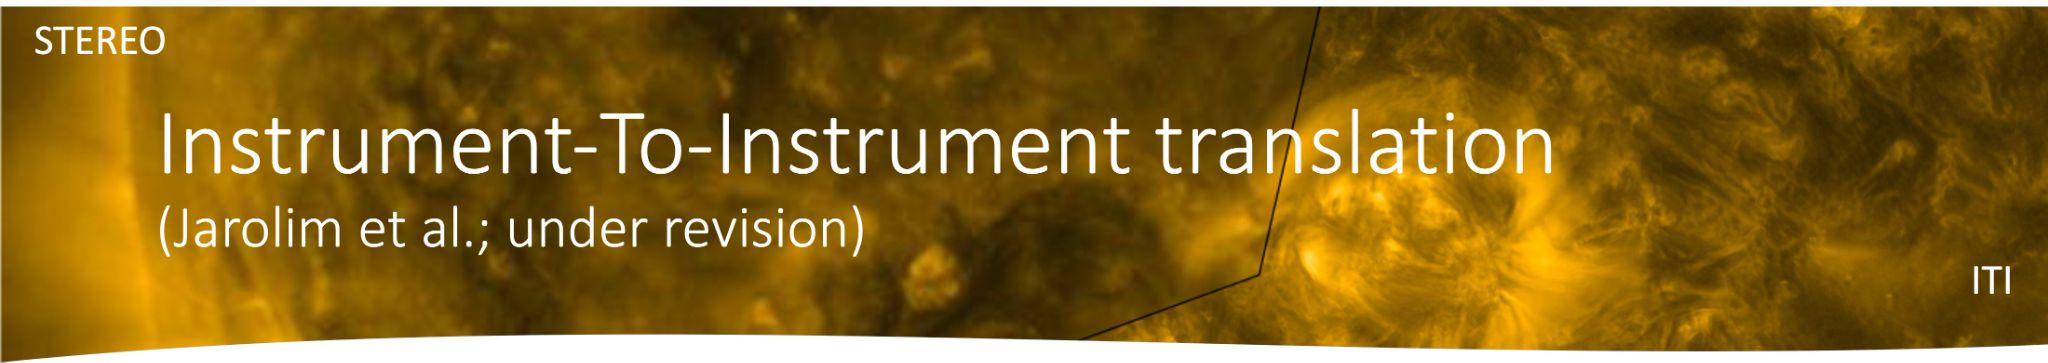 STEREO
Instrument-To-Instrument translation
(Jarolim et al.; under revision)
ITI